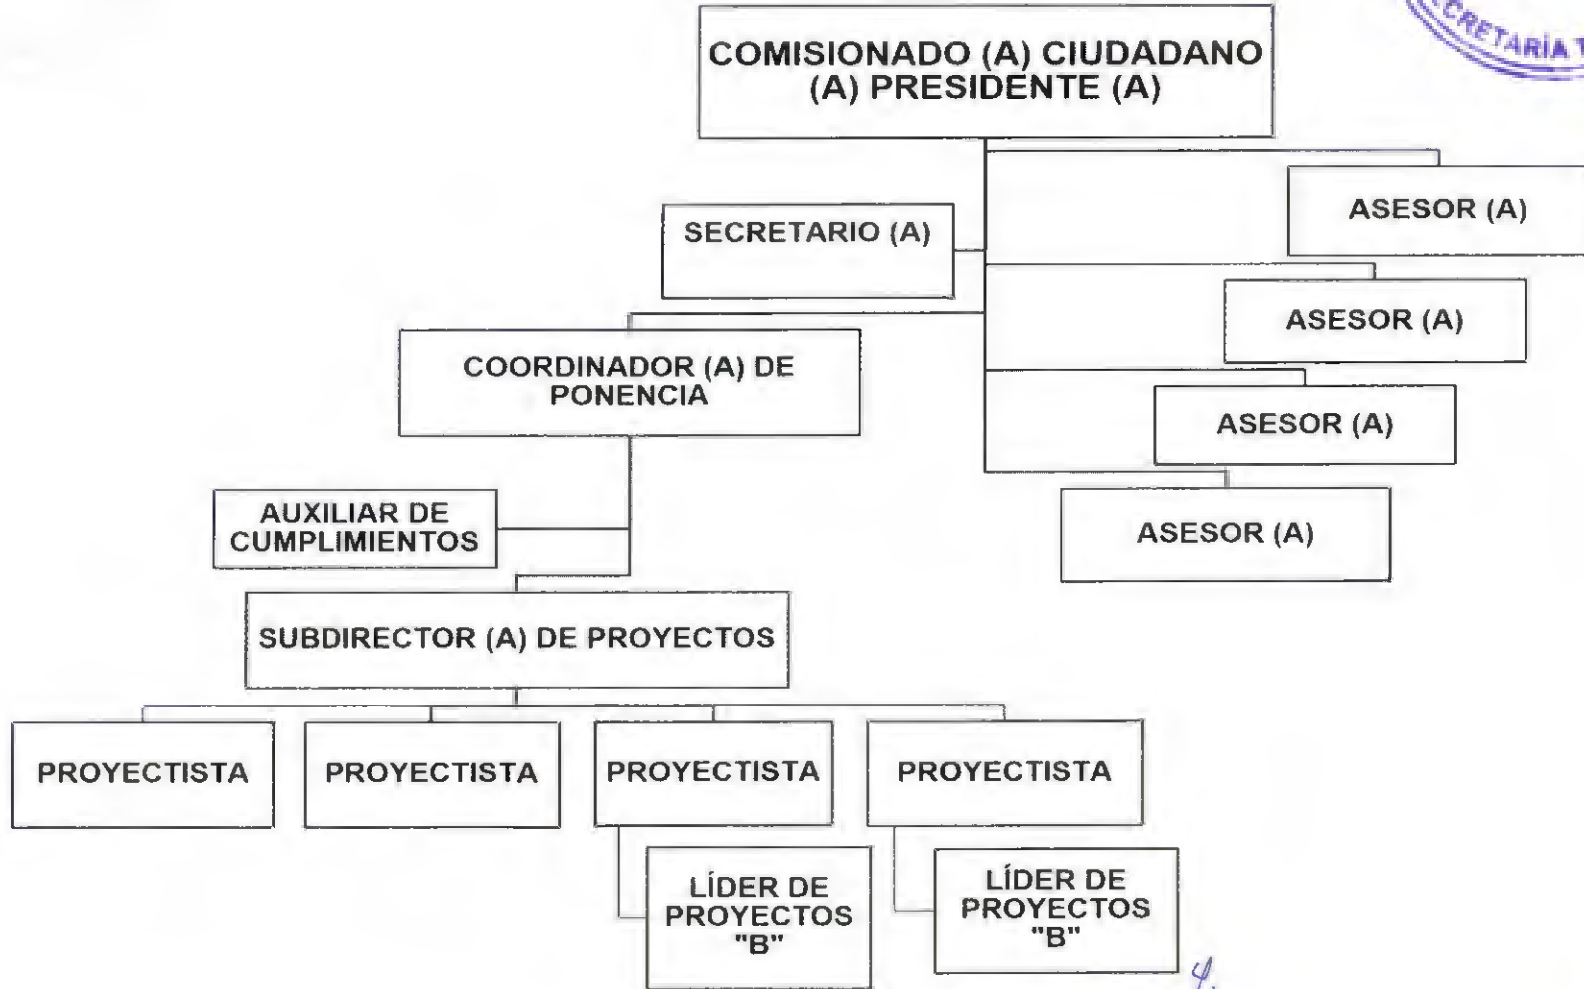 COMISIONADO (A) CIUDADANO
(A) PRESIDENTE (A)
ASESOR (A)
SECRETARIO (A)
ASESOR (A)
COORDINADOR (A) DE
PONENCIA
ASESOR (A)
AUXILIAR DE
CUMPLIMIENTOS
ASESOR (A)
SUBDIRECTOR (A) DE PROYECTOS
PROYECTISTA
PROYECTISTA
PROYECTISTA
PROYECTISTA
LÍDER DE
PROYECTOS
"B"
LÍDER DE
PROYECTOS
"B"